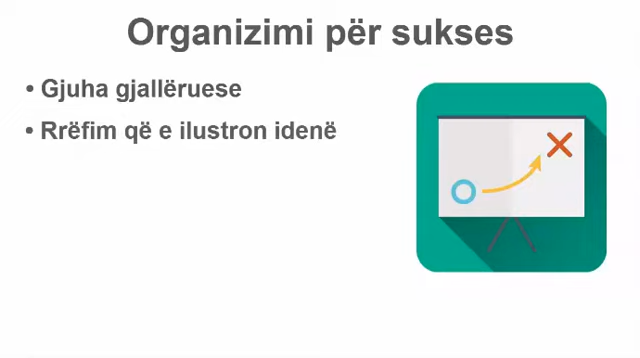 Organizimi për sukses
• Gjuha gjallëruese
• Rrëfim që e ilustron idenë